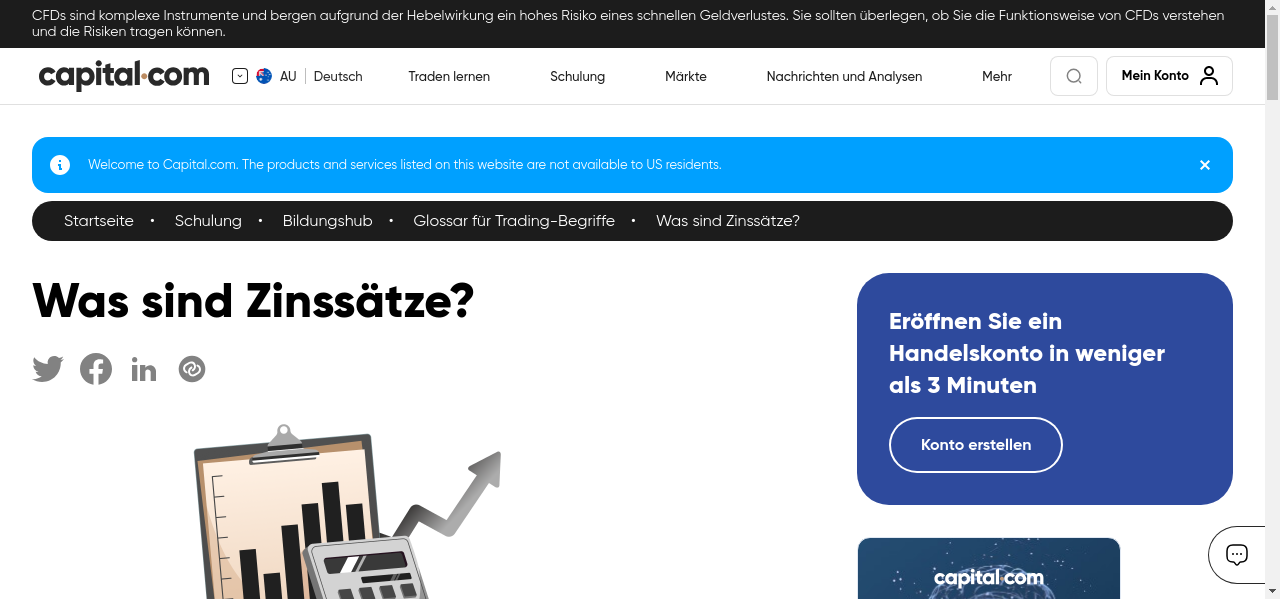 CFDs sind komplexe Instrumente und bergen aufgrund der Hebelwirkung ein hohes Risiko eines schnellen Geldverlustes. Sie sollten überlegen, ob Sie die Funktionsweise von CFDs verstehen
und die Risiken tragen können.
capital.com
AU
Deutsch
Traden lernen
Schulung
Märkte
Nachrichten und Analysen
Mehr
Mein Konto
Welcome to Capital.com. The products and services listed on this website are not available to US residents.
Startseite • Schulung • Bildungshub • Glossar für Trading-Begriffe • Was sind Zinssätze?
Was sind Zinssätze?
Eröffnen Sie ein
Handelskonto in weniger
als 3 Minuten
Konto erstellen
capital.com